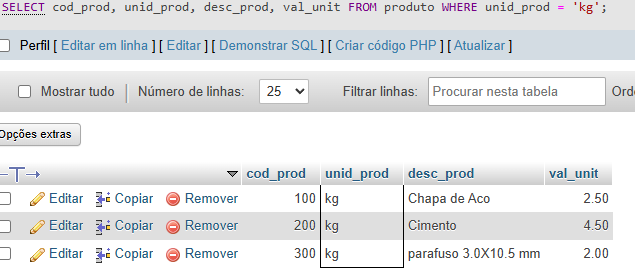 SELECT cod_prod, unid_prod, desc_prod, val_unit FROM produto WHERE unid_prod = 'kg';
Perfil [ Editar em linha ] [ Editar ] [ Demonstrar SQL ] [ Criar código PHP ] [ Atualizar ]
Mostrar tudo | Número de linhas: 25 Filtrar linhas: Procurar nesta tabela Orde
Opções extras
cod_prod unid_prod desc_prod val_unit
Editar Copiar Remover 100 kg Chapa de Aco 2.50
Editar Copiar Remover 200 kg Cimento 4.50
Editar Copiar Remover 300 kg parafuso 3.0X10.5 mm 2.00